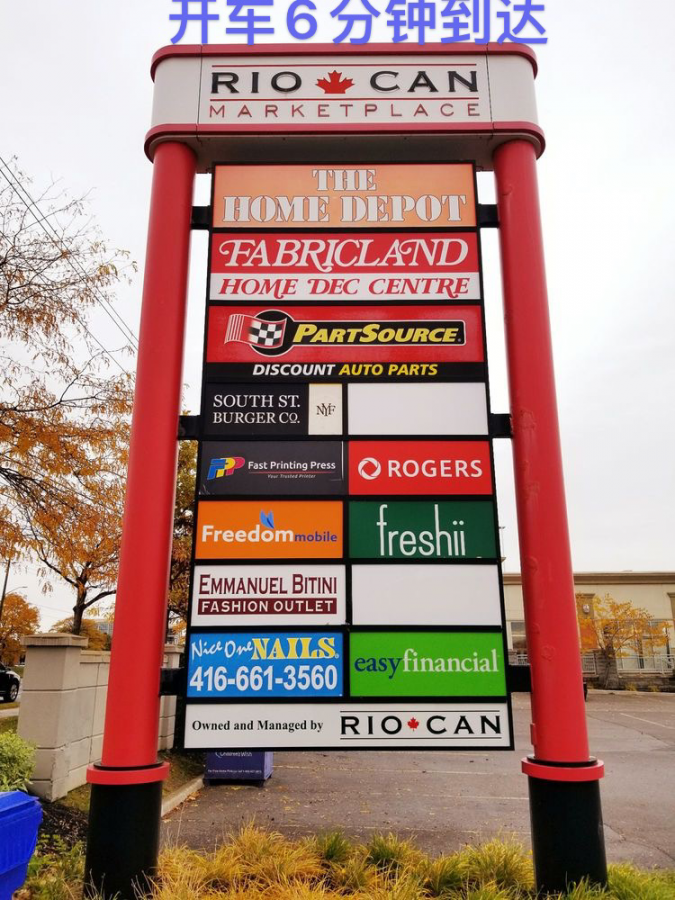 开车6分钟到达
RIO CAN
MARKETPLACE
THE
HOME DEPOT
FABRICLAND
HOME DEC CENTRE
PARTSOURCE
DISCOUNT AUTO PARTS
SOUTH ST.
BURGER CO.
NYF
FPP Fast Printing Press
Your Trusted Printer
ROGERS
Freedom mobile
freshii
EMMANUEL BITINI
FASHION OUTLET
Nice One NAILS
416-661-3560
easyfinancial
Owned and Managed by RIO CAN